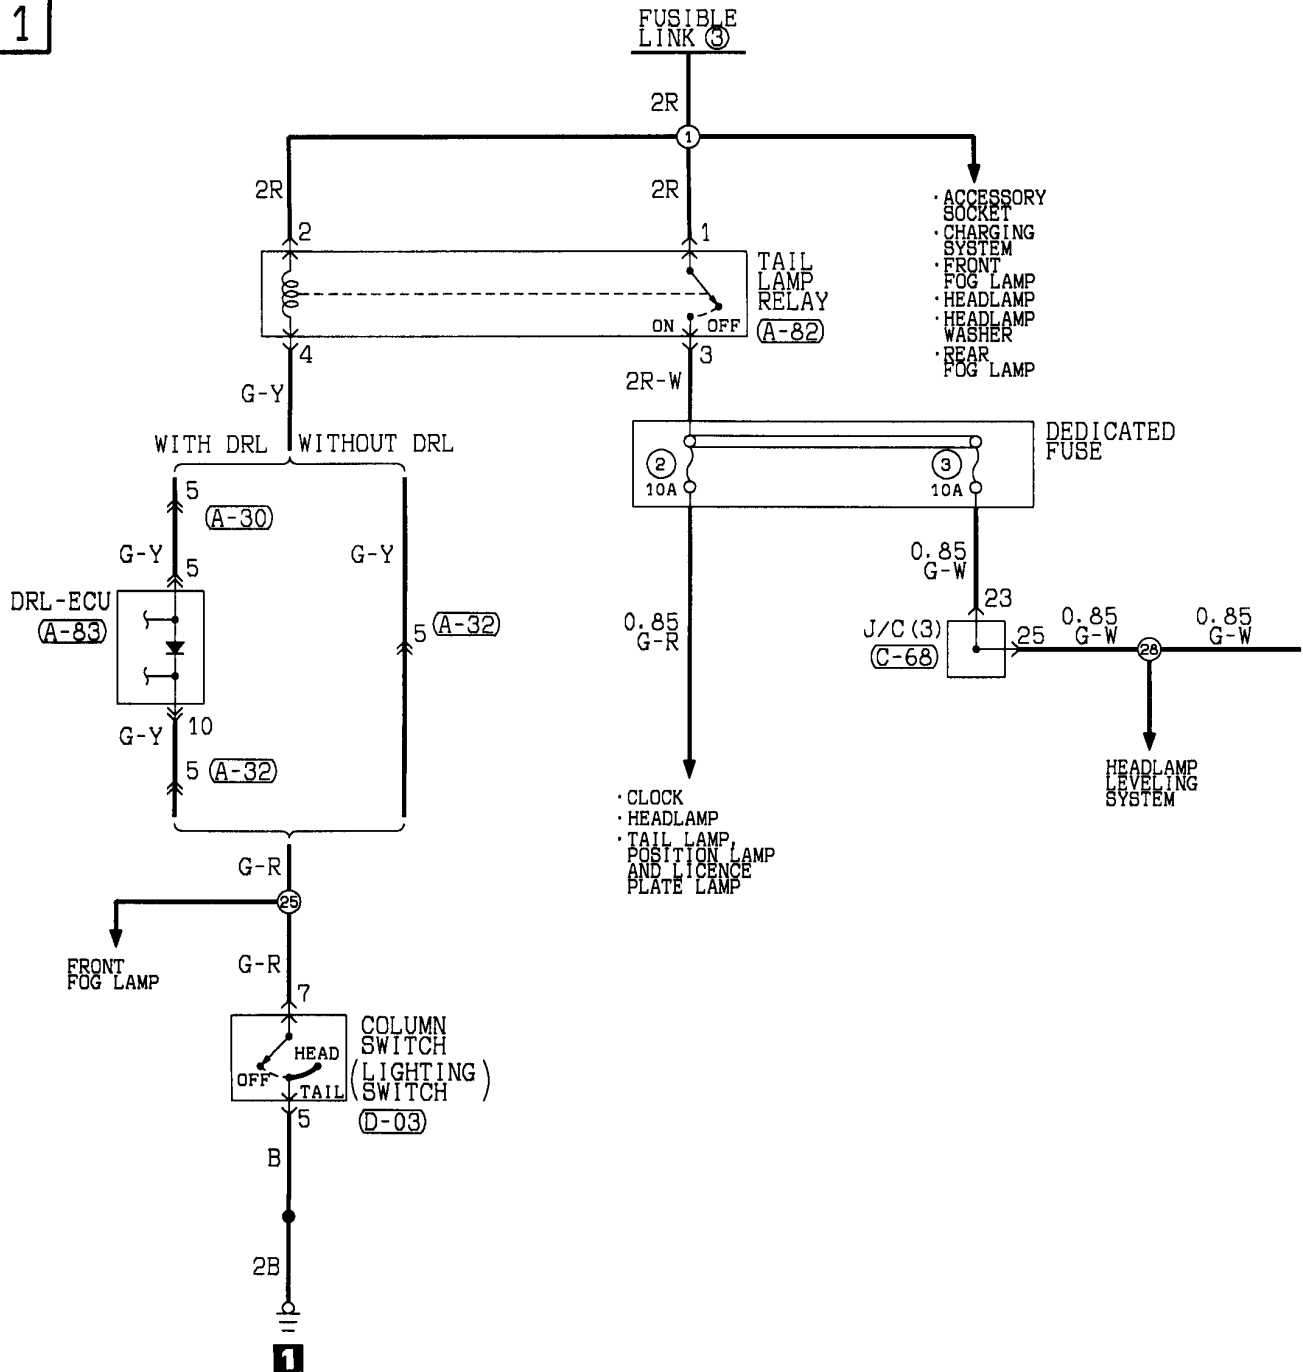 1
FUSIBLE
LINK ③
2R
1
2R
2R
· ACCESSORY
SOCKET
· CHARGING
SYSTEM
· FRONT
FOG LAMP
· HEADLAMP
· HEADLAMP
WASHER
· REAR
FOG LAMP
2
1
TAIL
LAMP
RELAY
A-82
ON OFF
4
3
G-Y
2R-W
WITH DRL WITHOUT DRL
DEDICATED
FUSE
2
10A
3
10A
5
A-30
G-Y
G-Y
5
DRL-ECU
A-83
5 A-32
10
G-Y
5 A-32
0.85
G-R
0.85
G-W
23
J/C(3)
C-68
25
0.85
G-W
28
0.85
G-W
HEADLAMP
LEVELING
SYSTEM
· CLOCK
· HEADLAMP
· TAIL LAMP,
POSITION LAMP
AND LICENCE
PLATE LAMP
G-R
25
FRONT
FOG LAMP
G-R
7
COLUMN
SWITCH
(LIGHTING
SWITCH)
D-03
HEAD
OFF
TAIL
5
B
2B
1